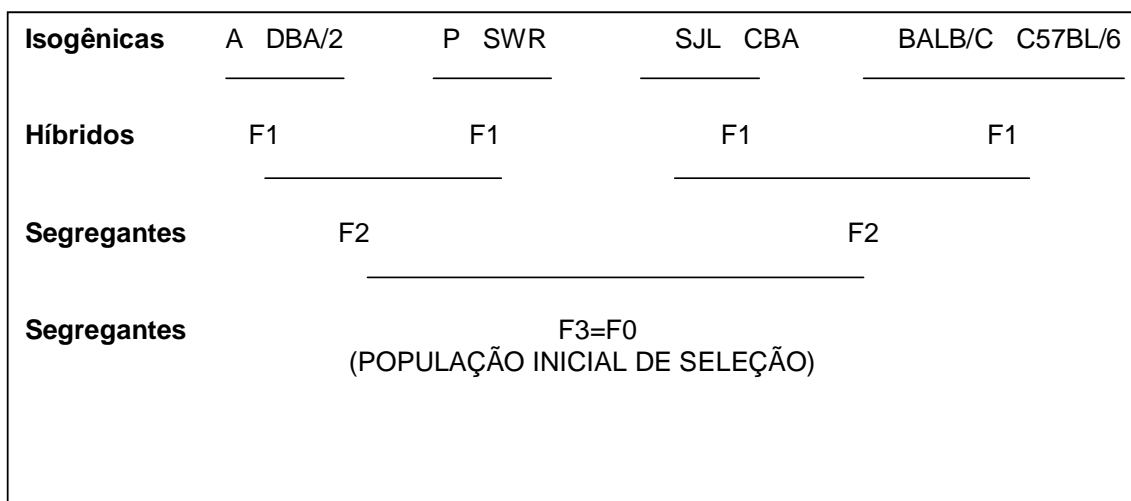 Isogênicas A DBA/2 P SWR SJL CBA BALB/C C57BL/6
Híbridos F1 F1 F1 F1
Segregantes F2 F2
Segregantes F3=F0
(POPULAÇÃO INICIAL DE SELEÇÃO)